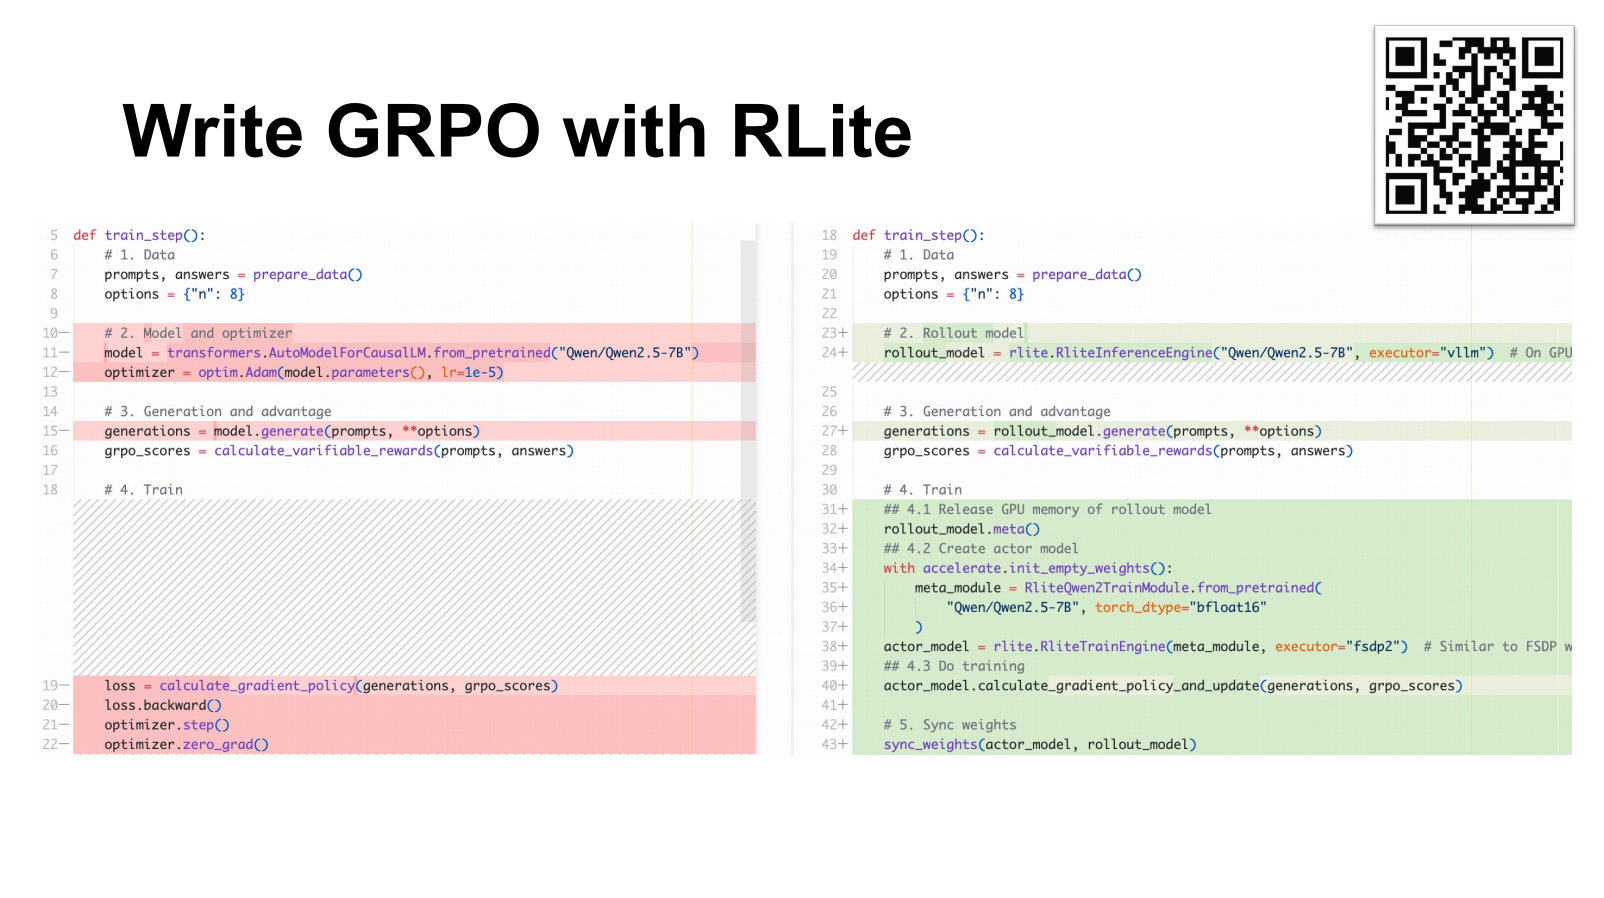 Write GRPO with RLite
5 def train_step():
6 # 1. Data
7 prompts, answers = prepare_data()
8 options = {"n": 8}
9
10— # 2. Model and optimizer
11— model = transformers.AutoModelForCausalLM.from_pretrained("Qwen/Qwen2.5-7B")
12— optimizer = optim.Adam(model.parameters(), lr=1e-5)
13
14 # 3. Generation and advantage
15— generations = model.generate(prompts, **options)
16 grpo_scores = calculate_varifiable_rewards(prompts, answers)
17
18 # 4. Train
19— loss = calculate_gradient_policy(generations, grpo_scores)
20— loss.backward()
21— optimizer.step()
22— optimizer.zero_grad()
18 def train_step():
19 # 1. Data
20 prompts, answers = prepare_data()
21 options = {"n": 8}
22
23+ # 2. Rollout model
24+ rollout_model = rlite.RliteInferenceEngine("Qwen/Qwen2.5-7B", executor="vllm") # On GPU
25
26 # 3. Generation and advantage
27+ generations = rollout_model.generate(prompts, **options)
28 grpo_scores = calculate_varifiable_rewards(prompts, answers)
29
30 # 4. Train
31+ ## 4.1 Release GPU memory of rollout model
32+ rollout_model.meta()
33+ ## 4.2 Create actor model
34+ with accelerate.init_empty_weights():
35+ meta_module = RliteQwen2TrainModule.from_pretrained(
36+ "Qwen/Qwen2.5-7B", torch_dtype="bfloat16"
37+ )
38+ actor_model = rlite.RliteTrainEngine(meta_module, executor="fsdp2") # Similar to FSDP w
39+ ## 4.3 Do training
40+ actor_model.calculate_gradient_policy_and_update(generations, grpo_scores)
41+
42+ # 5. Sync weights
43+ sync_weights(actor_model, rollout_model)